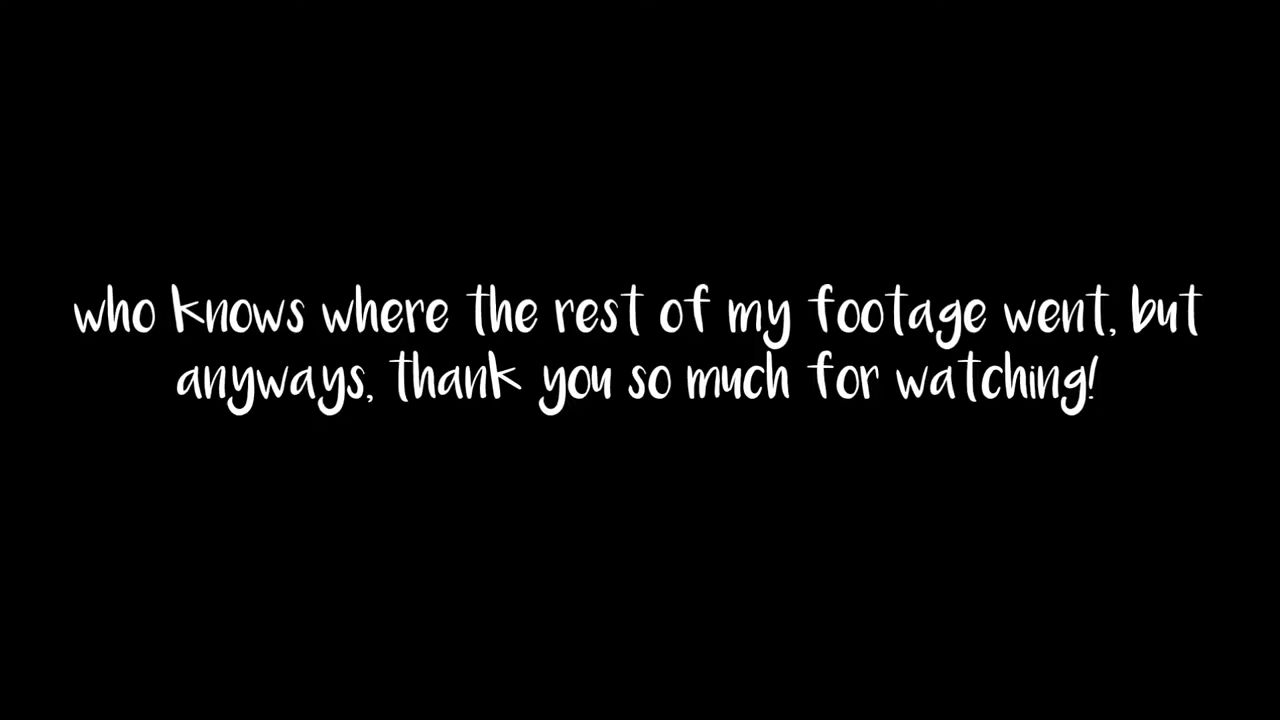 who knows where the rest of my footage went, but
anyways, thank you so much for watching!